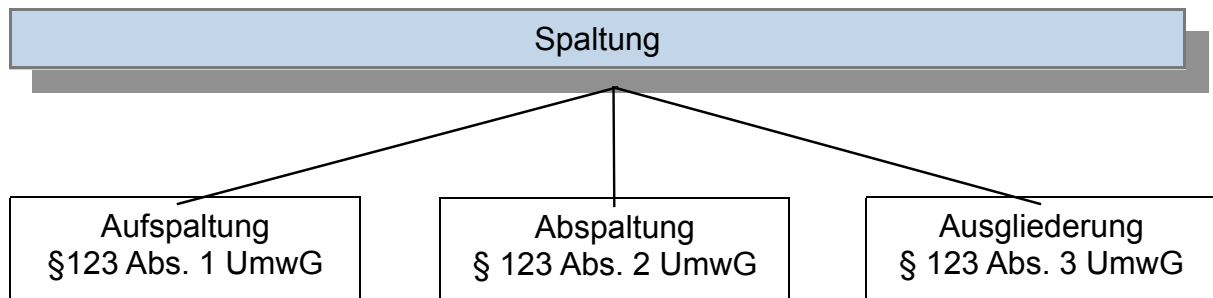 Spaltung
Aufspaltung
§123 Abs. 1 UmwG
Abspaltung
§ 123 Abs. 2 UmwG
Ausgliederung
§ 123 Abs. 3 UmwG